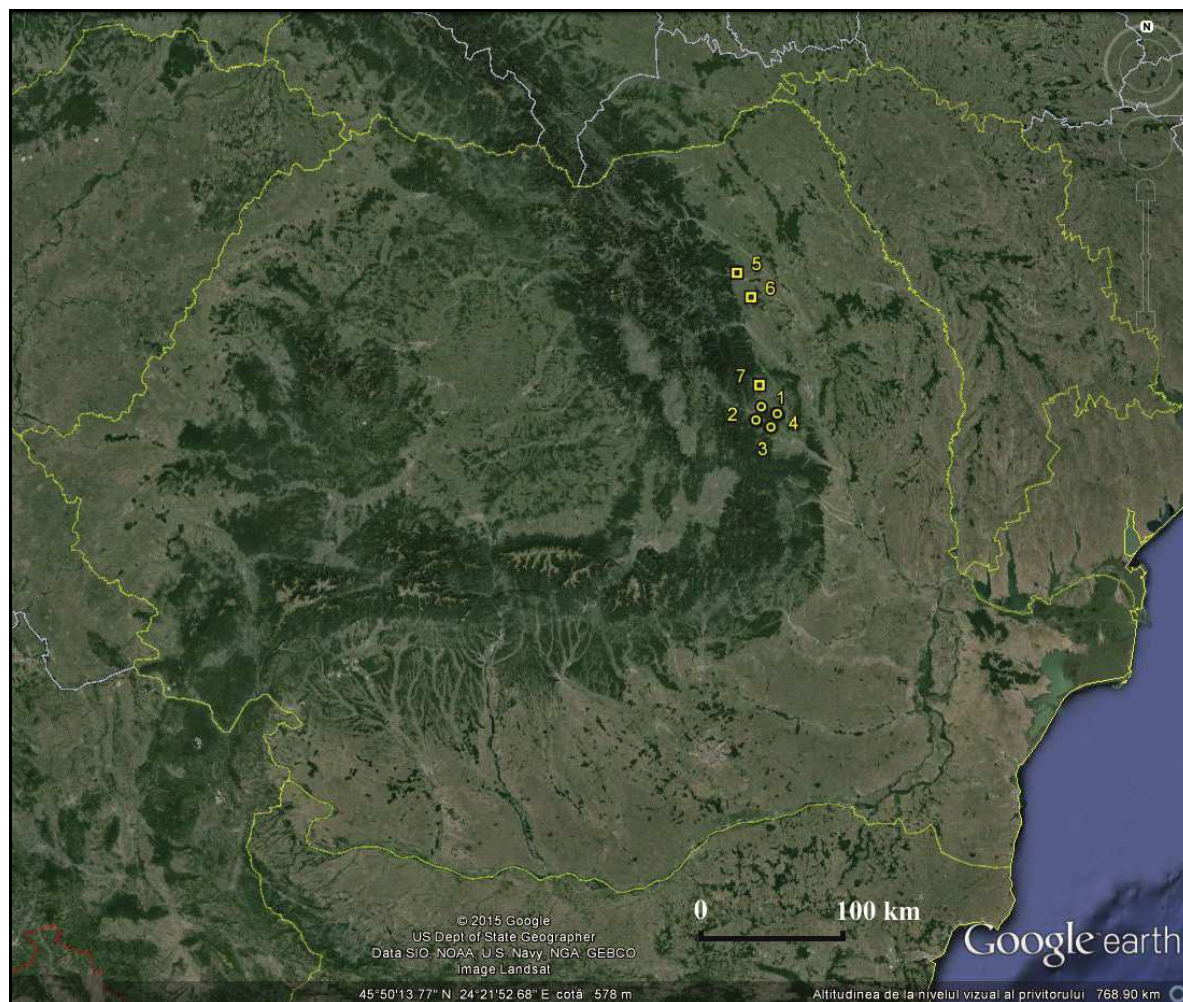 N
5
6
7
1
2
4
3
0 100 km
© 2015 Google
US Dept of State Geographer
Data SIO, NOAA, U.S. Navy, NGA, GEBCO
Image Landsat
Google earth
45°50'13.77" N 24°21'52.68" E cotă 578 m Altitudinea de la nivelul vizual al privitorului 768.90 km